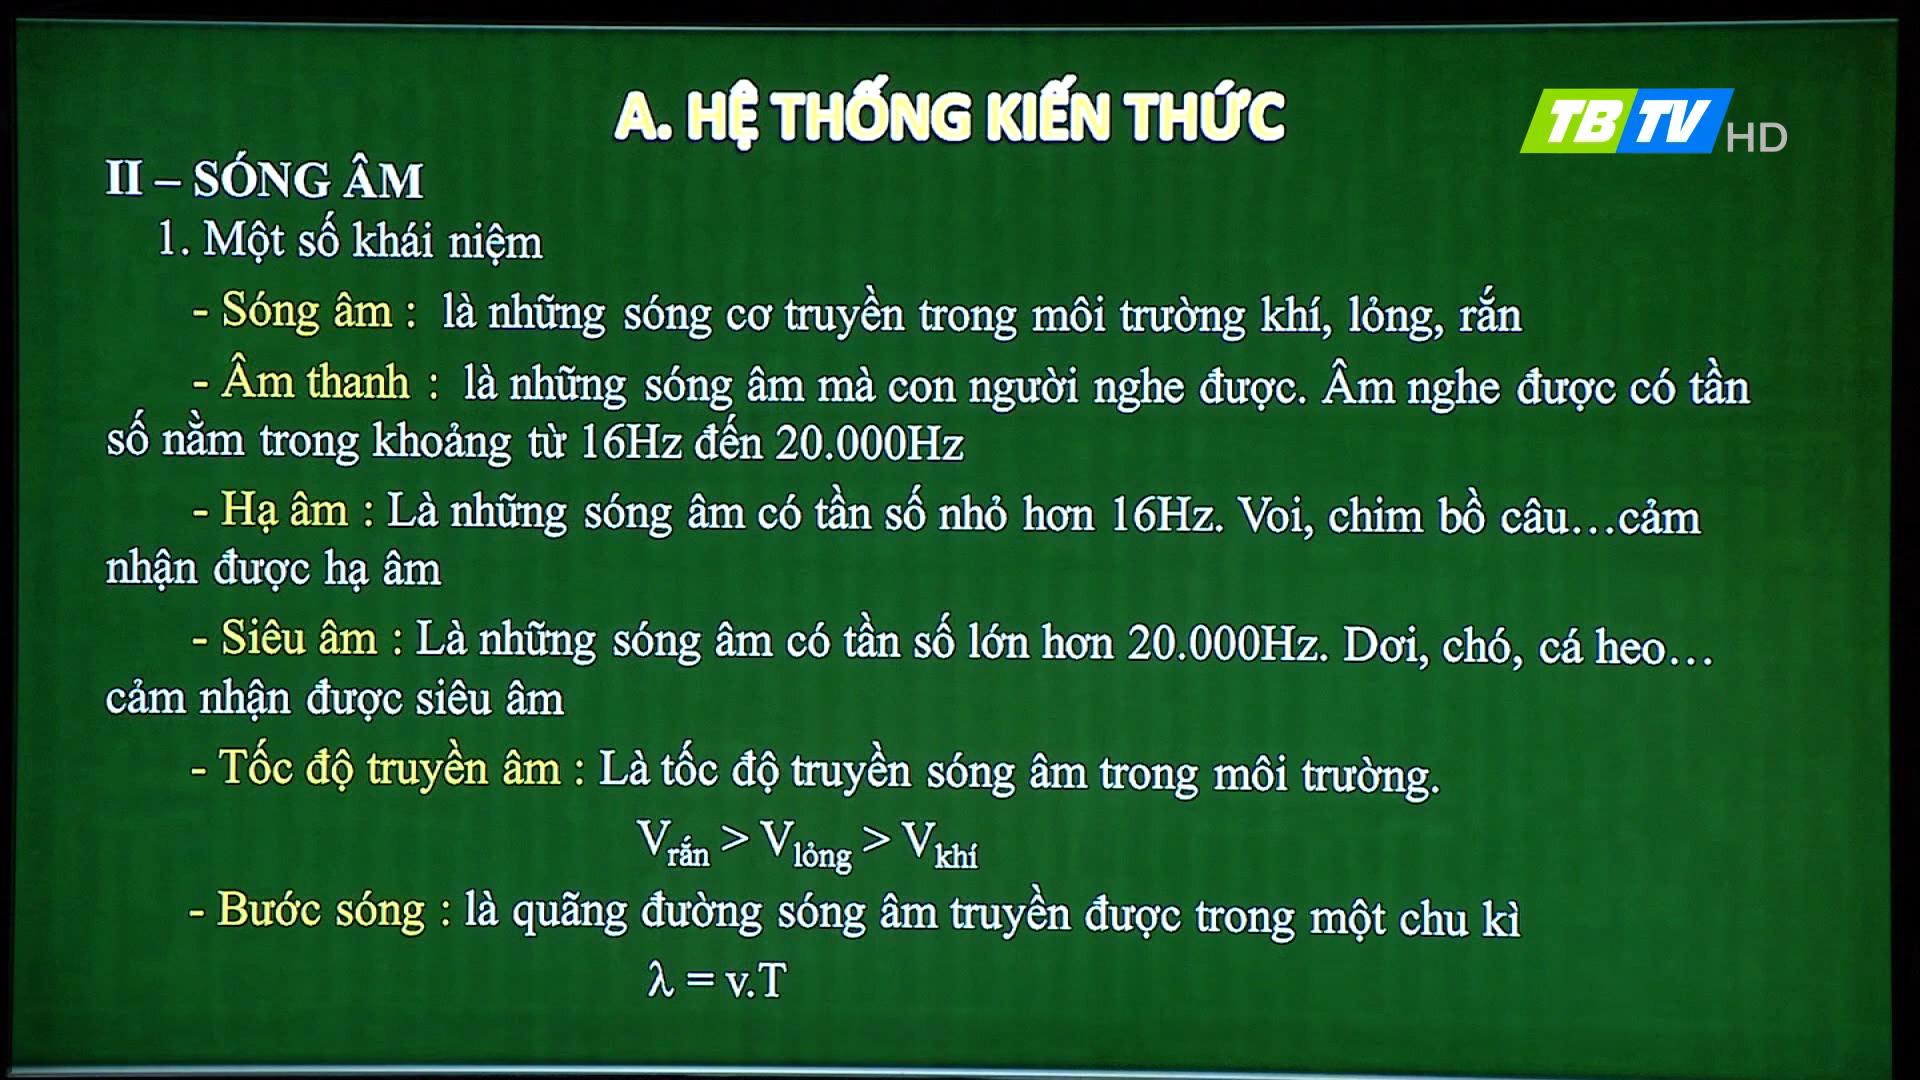 A. HỆ THỐNG KIẾN THỨC
TBTV HD
II – SÓNG ÂM
1. Một số khái niệm
- Sóng âm : là những sóng cơ truyền trong môi trường khí, lỏng, rắn
- Âm thanh : là những sóng âm mà con người nghe được. Âm nghe được có tần
số nằm trong khoảng từ 16Hz đến 20.000Hz
- Hạ âm : Là những sóng âm có tần số nhỏ hơn 16Hz. Voi, chim bồ câu…cảm
nhận được hạ âm
- Siêu âm : Là những sóng âm có tần số lớn hơn 20.000Hz. Dơi, chó, cá heo…
cảm nhận được siêu âm
- Tốc độ truyền âm : Là tốc độ truyền sóng âm trong môi trường.
Vrắn > Vlỏng > Vkhí
- Bước sóng : là quãng đường sóng âm truyền được trong một chu kì
λ = v.T